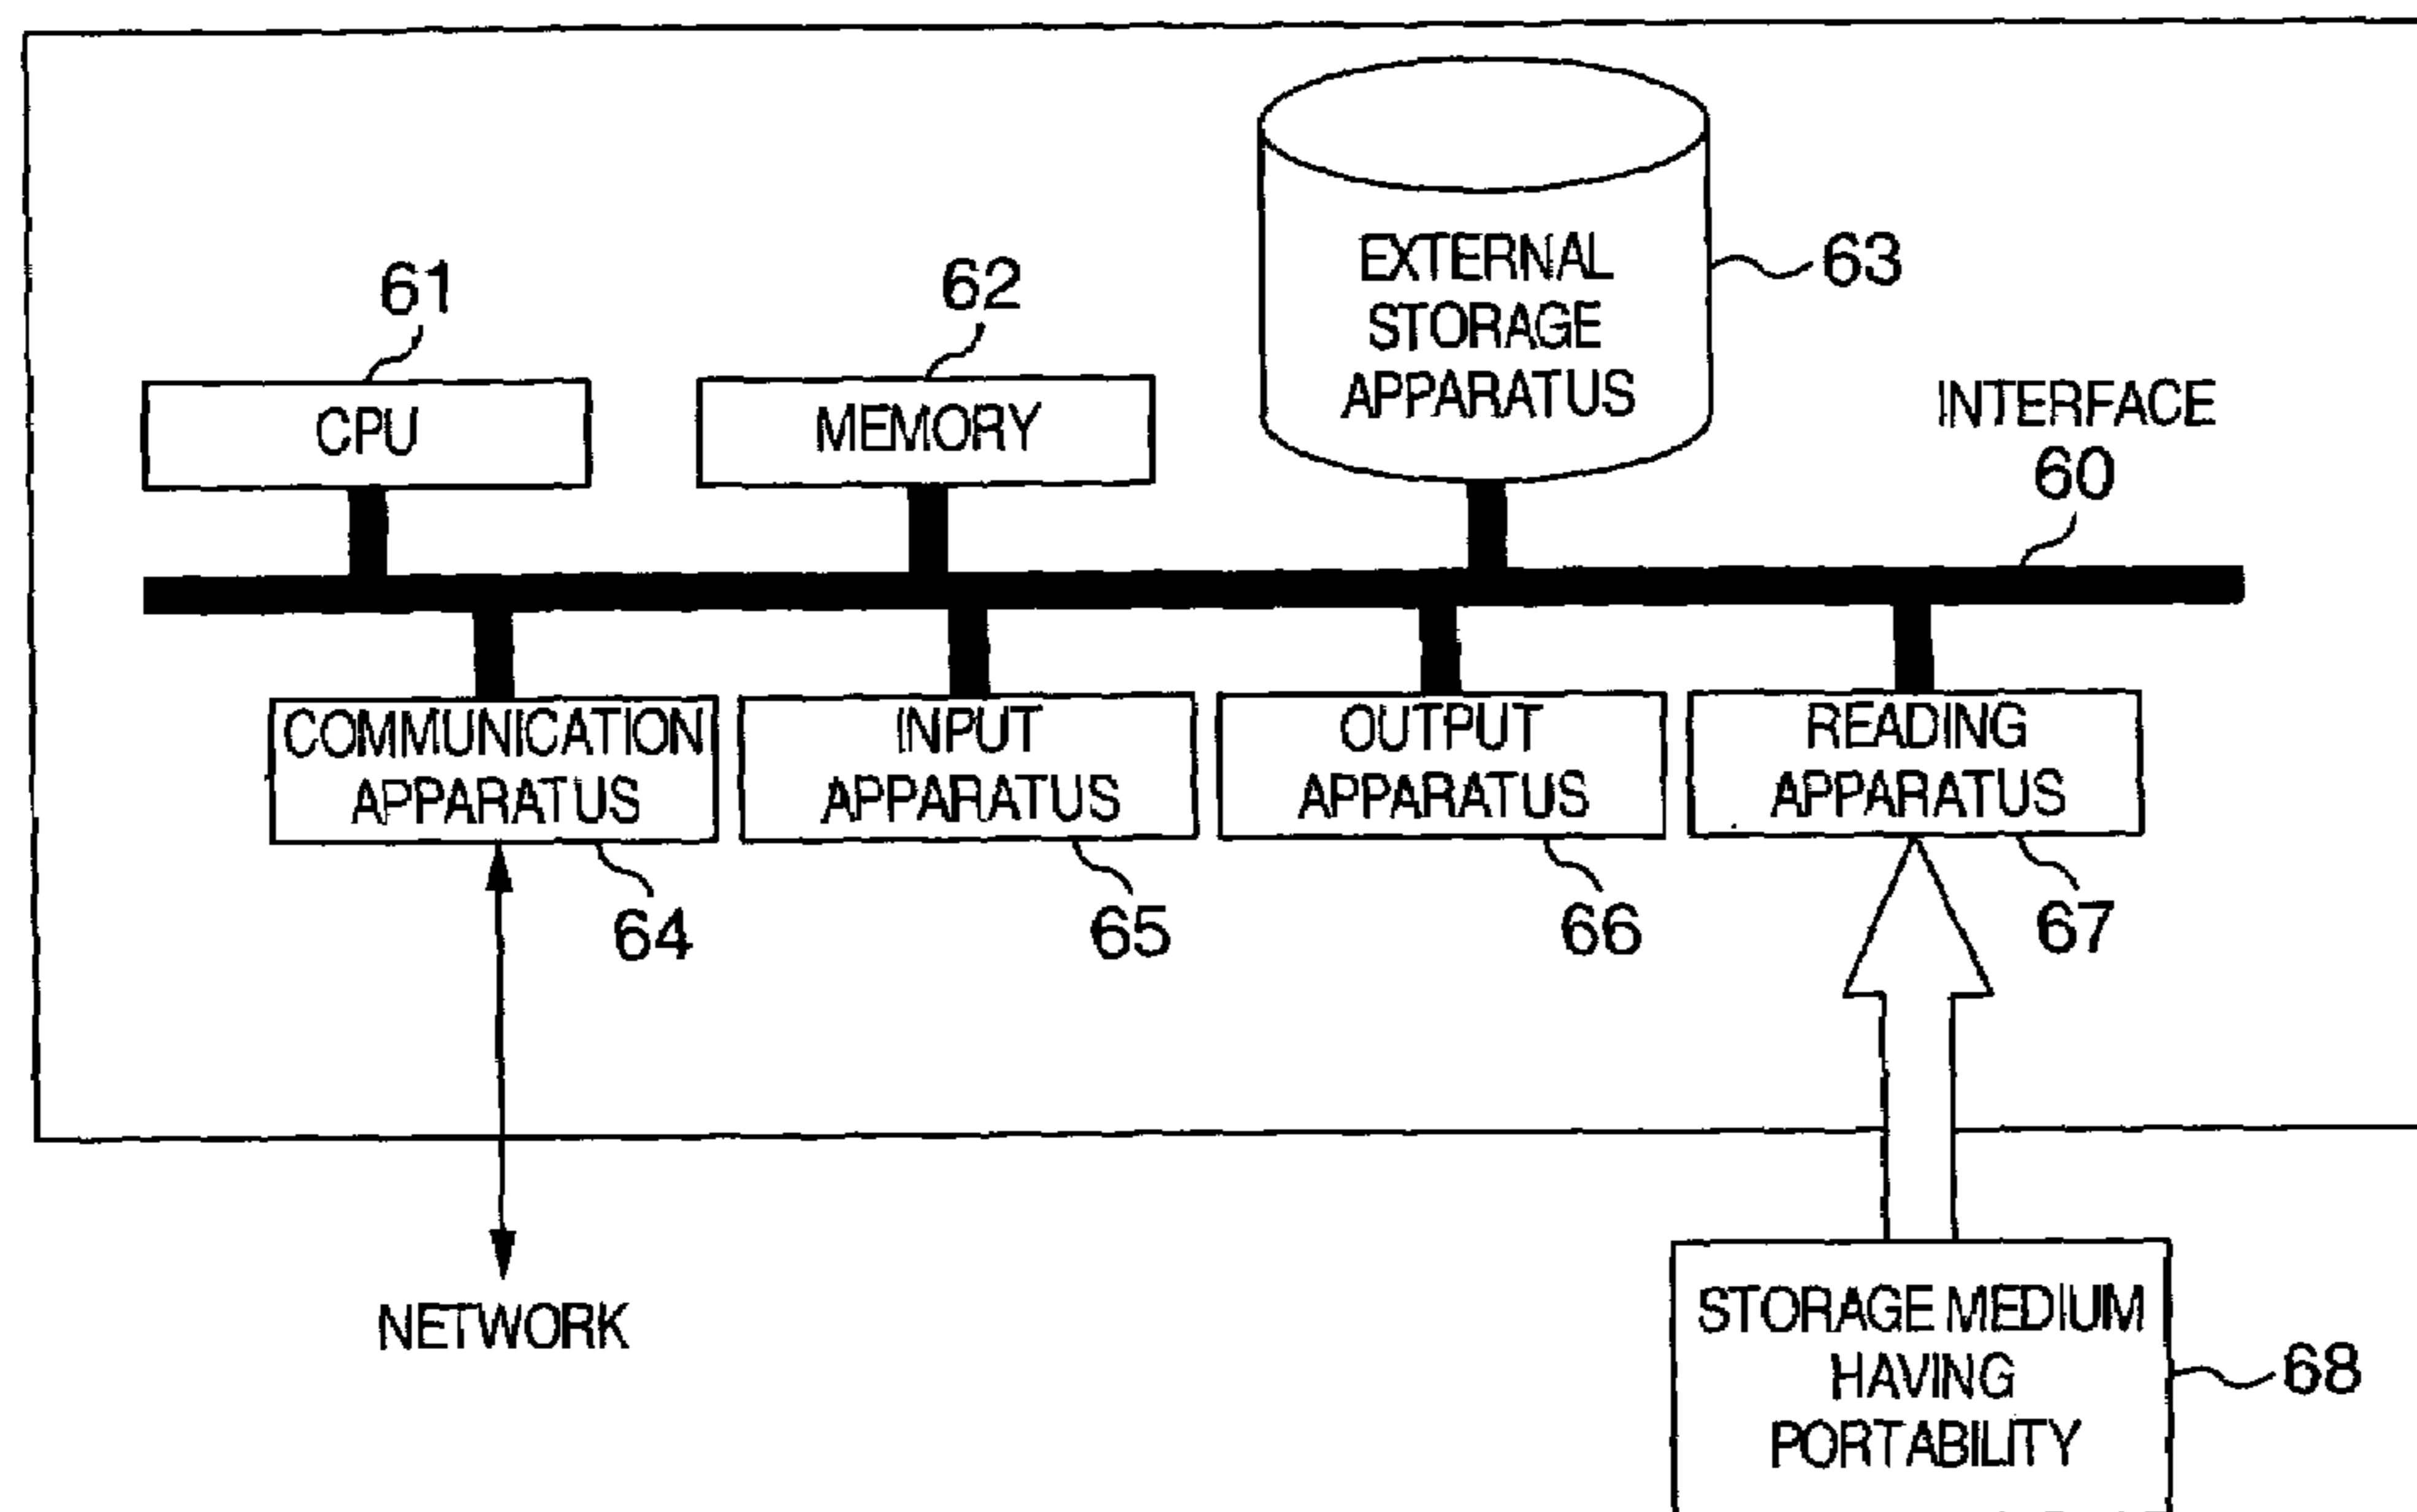 61
62
EXTERNAL
STORAGE
APPARATUS
63
CPU
MEMORY
INTERFACE
60
COMMUNICATION
APPARATUS
INPUT
APPARATUS
OUTPUT
APPARATUS
READING
APPARATUS
64
65
66
67
NETWORK
STORAGE MEDIUM
HAVING
PORTABILITY
68